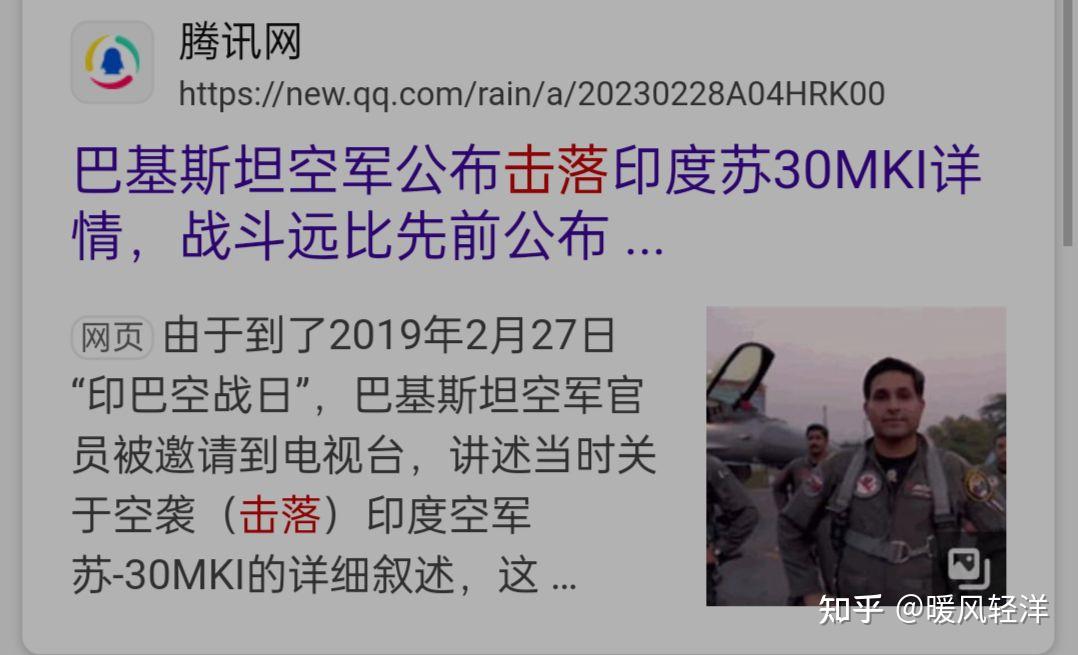 腾讯网
https://new.qq.com/rain/a/20230228A04HRK00
巴基斯坦空军公布击落印度苏30MKI详
情，战斗远比先前公布 ...
网页 由于到了2019年2月27日
“印巴空战日”，巴基斯坦空军官
员被邀请到电视台，讲述当时关
于空袭（击落）印度空军
苏-30MKI的详细叙述，这 ...
知乎 @暖风轻洋